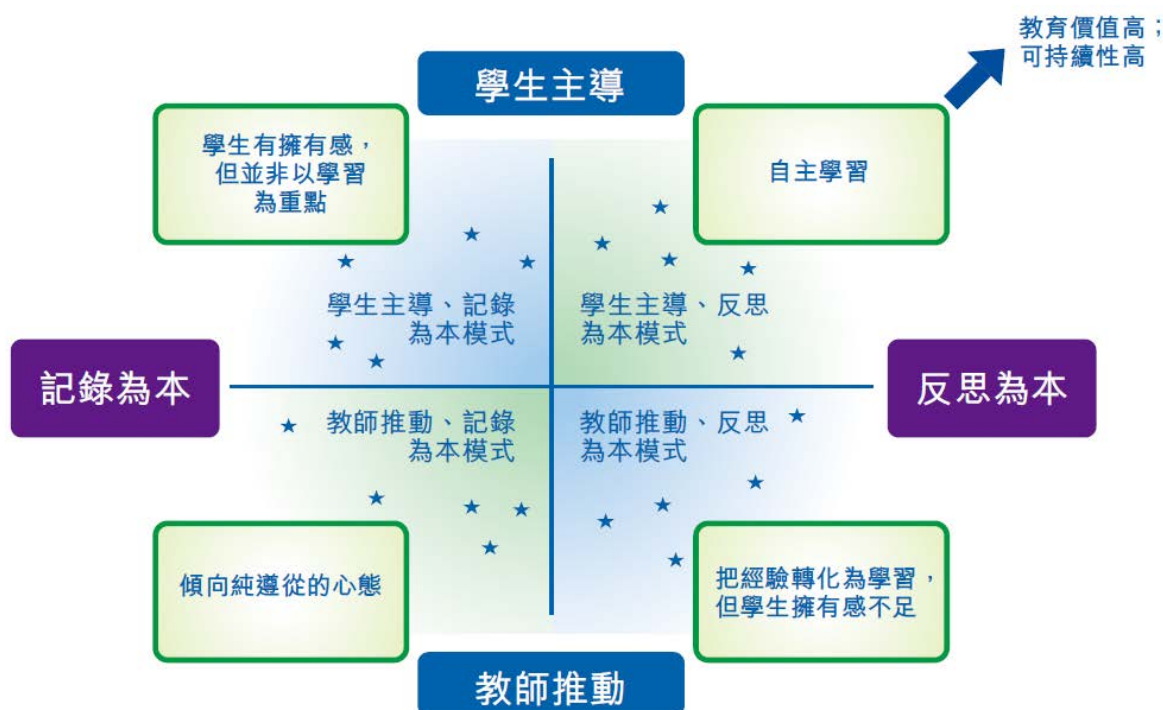 教育價值高；
可持續性高
學生主導
學生有擁有感，
但並非以學習
為重點
自主學習
學生主導、記錄
為本模式
學生主導、反思
為本模式
記錄為本
反思為本
教師推動、記錄
為本模式
教師推動、反思
為本模式
傾向純遵從的心態
把經驗轉化為學習，
但學生擁有感不足
教師推動